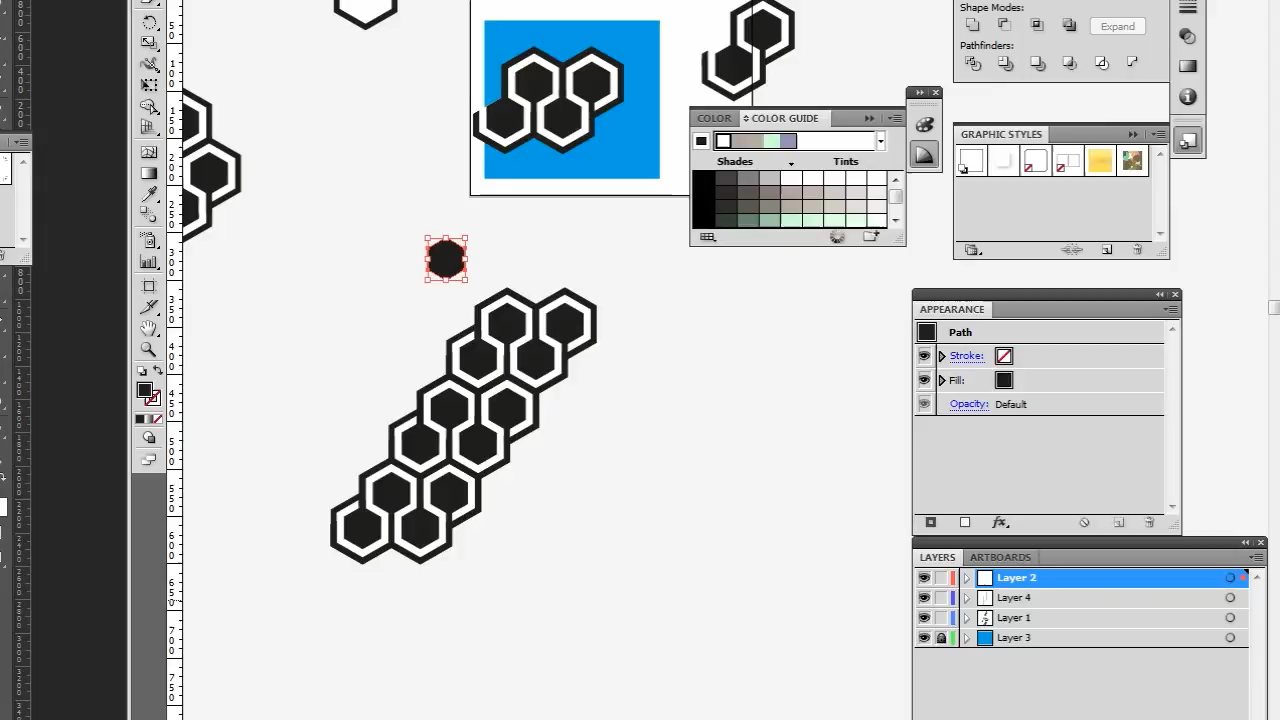 Shape Modes:
Expand
Pathfinders:
COLOR
COLOR GUIDE
Shades
Tints
GRAPHIC STYLES
APPEARANCE
Path
Stroke:
Fill:
Opacity: Default
fx
LAYERS
ARTBOARDS
Layer 2
Layer 4
Layer 1
Layer 3